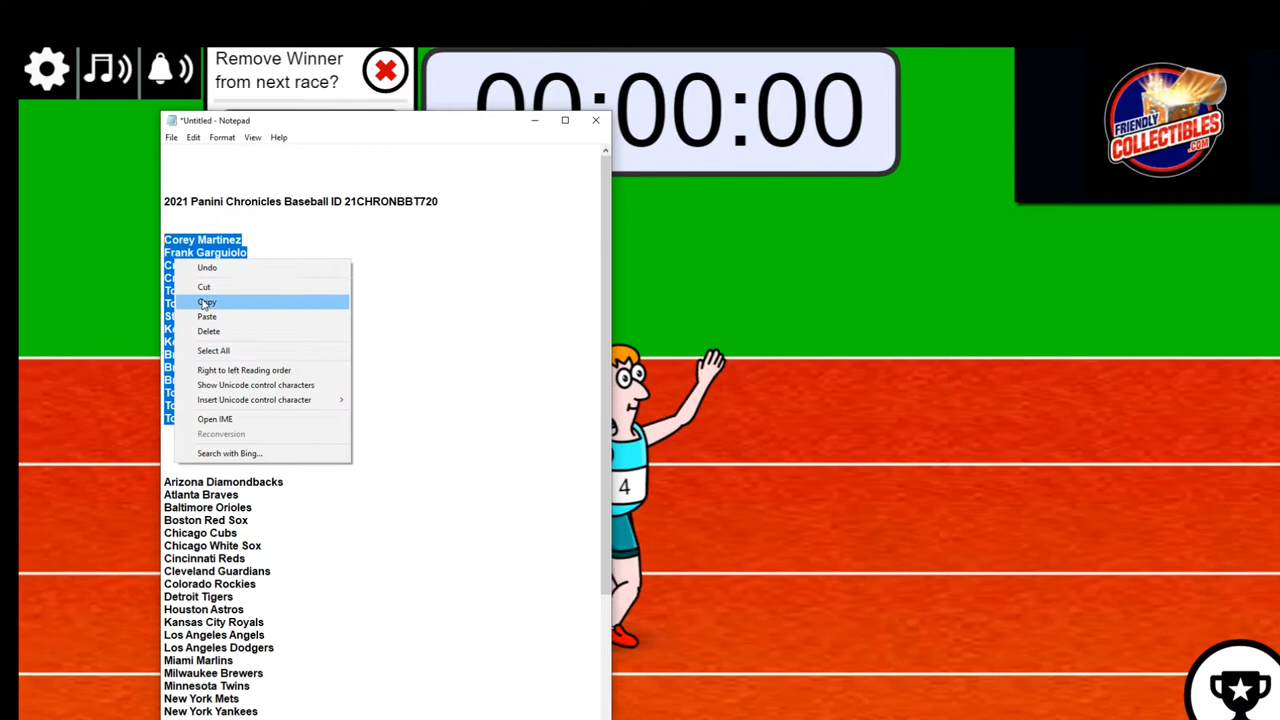 Remove Winner
from next race?
00:00:00
FRIENDLY
COLLECTIBLES
.COM
*Untitled - Notepad
File Edit Format View Help
2021 Panini Chronicles Baseball ID 21CHRONBBT720
Corey Martinez
Frank Garguiolo
Undo
Cut
Copy
Paste
Delete
Select All
Right to left Reading order
Show Unicode control characters
Insert Unicode control character
Open IME
Reconversion
Search with Bing...
Arizona Diamondbacks
Atlanta Braves
Baltimore Orioles
Boston Red Sox
Chicago Cubs
Chicago White Sox
Cincinnati Reds
Cleveland Guardians
Colorado Rockies
Detroit Tigers
Houston Astros
Kansas City Royals
Los Angeles Angels
Los Angeles Dodgers
Miami Marlins
Milwaukee Brewers
Minnesota Twins
New York Mets
New York Yankees
4